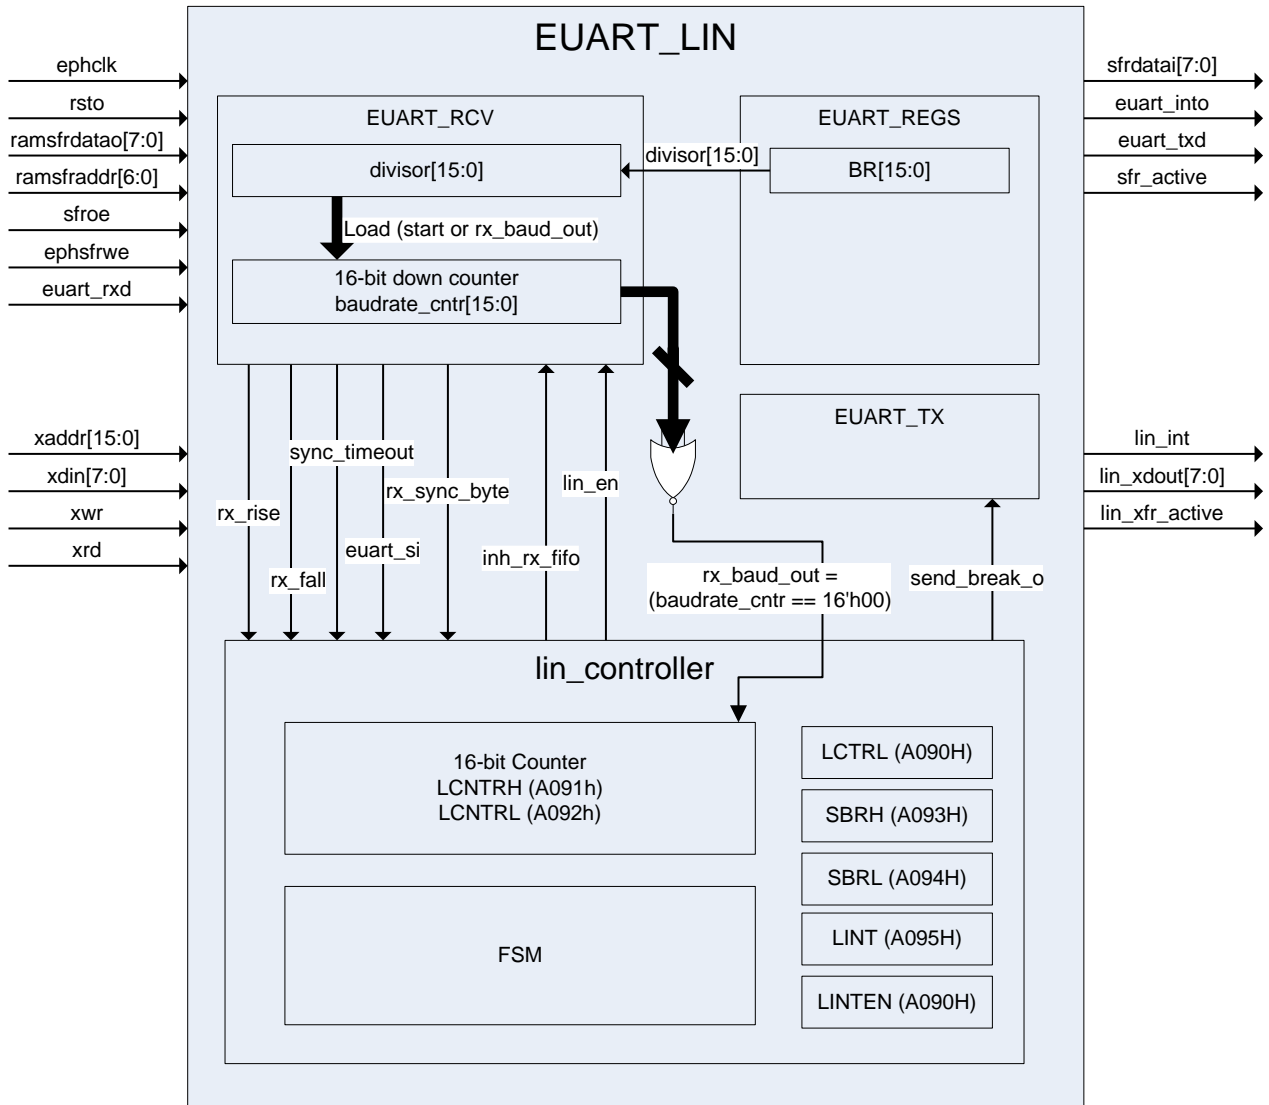 EUART_LIN
ephclk
rsto
ramsfrdatao[7:0]
ramsfraddr[6:0]
sfroe
ephsfrwe
euart_rxd
sfrdatai[7:0]
euart_into
euart_txd
sfr_active
EUART_RCV
divisor[15:0]
Load (start or rx_baud_out)
16-bit down counter
baudrate_cntr[15:0]
divisor[15:0]
EUART_REGS
BR[15:0]
EUART_TX
xaddr[15:0]
xdin[7:0]
xwr
xrd
lin_int
lin_xdout[7:0]
lin_xfr_active
rx_rise
rx_fall
sync_timeout
euart_si
rx_sync_byte
inh_rx_fifo
lin_en
rx_baud_out =
(baudrate_cntr == 16'h00)
send_break_o
lin_controller
16-bit Counter
LCNTRH (A091h)
LCNTRL (A092h)
FSM
LCTRL (A090H)
SBRH (A093H)
SBRL (A094H)
LINT (A095H)
LINTEN (A090H)